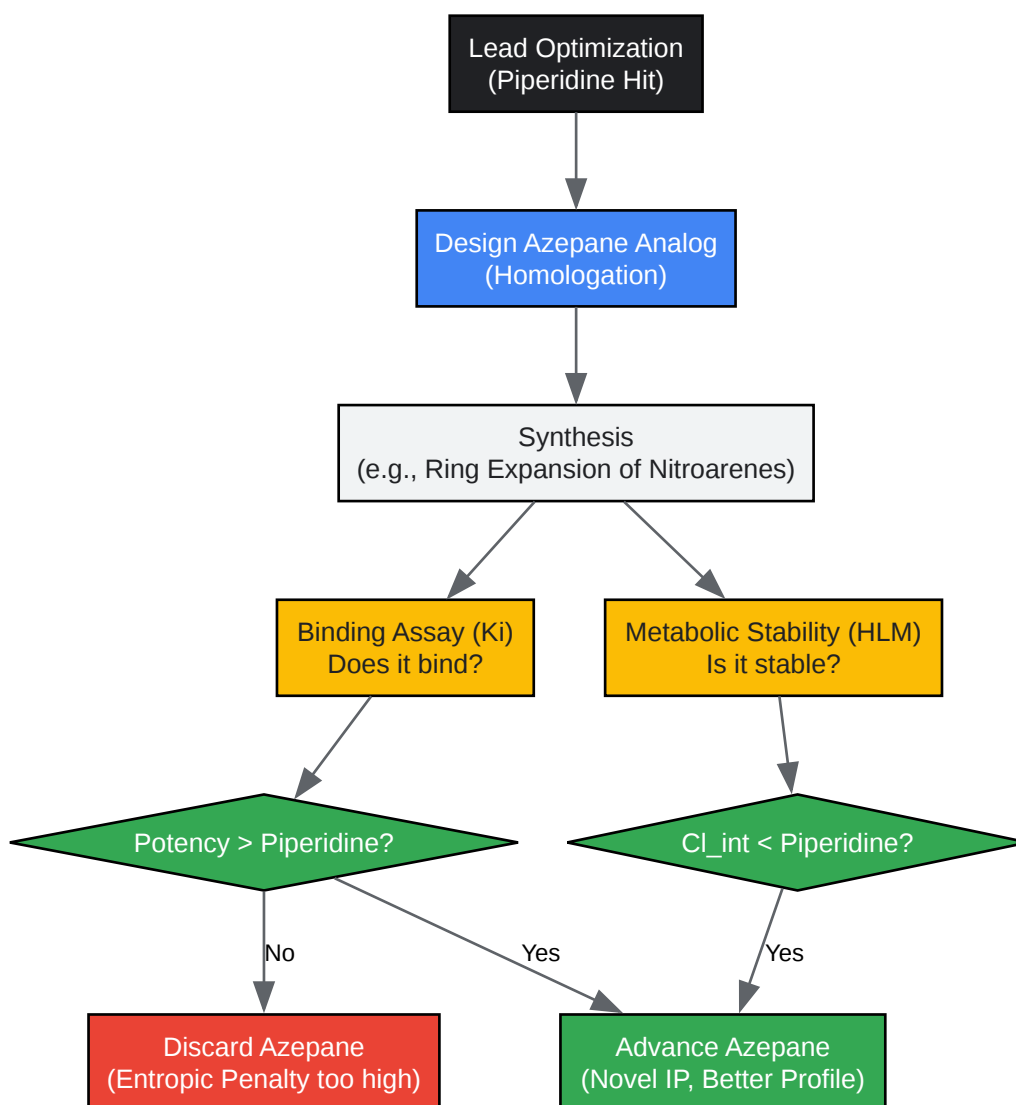 Lead Optimization
(Piperidine Hit)
Design Azepane Analog
(Homologation)
Synthesis
(e.g., Ring Expansion of Nitroarenes)
Binding Assay (Ki)
Does it bind?
Metabolic Stability (HLM)
Is it stable?
Potency > Piperidine?
Cl_int < Piperidine?
No
Yes
Yes
Discard Azepane
(Entropic Penalty too high)
Advance Azepane
(Novel IP, Better Profile)